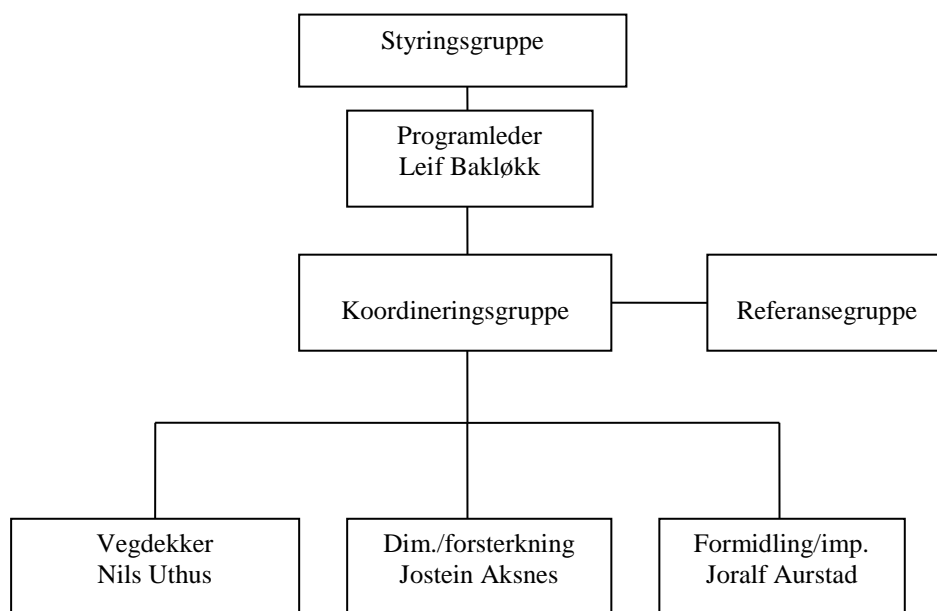 Styringsgruppe
Programleder
Leif Bakløkk
Koordineringsgruppe
Referansegruppe
Vegdekker
Nils Uthus
Dim./forsterkning
Jostein Aksnes
Formidling/imp.
Joralf Aurstad